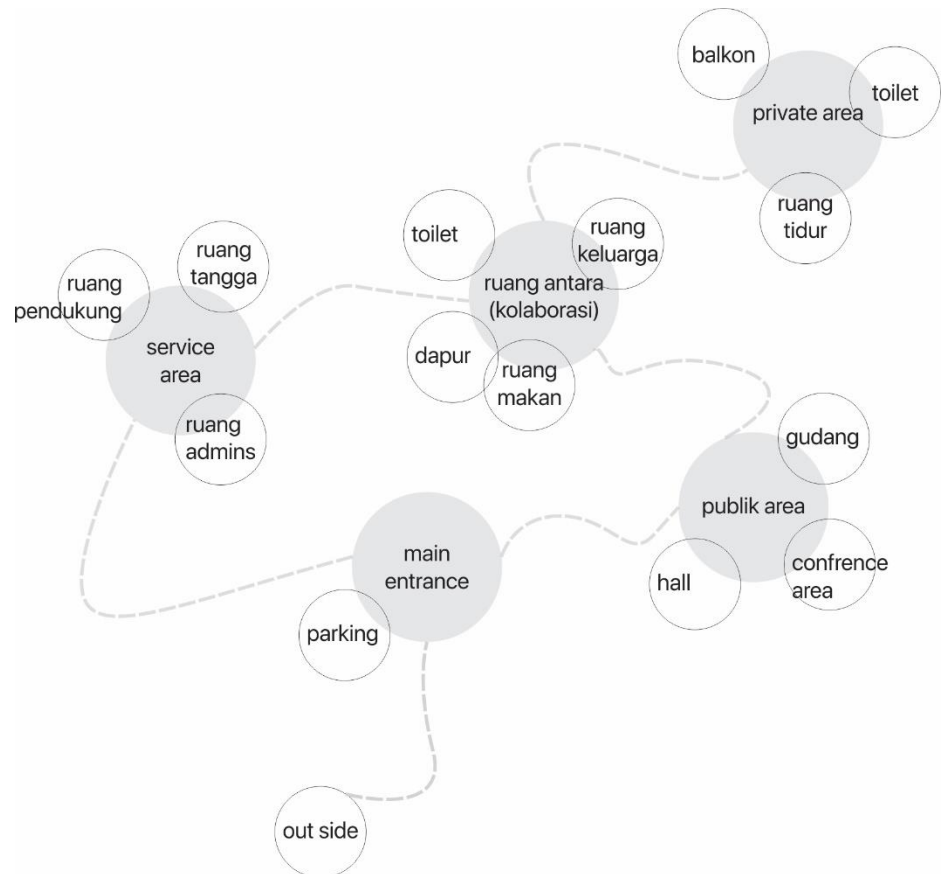 balkon
private area
toilet
ruang
tidur
toilet
ruang
keluarga
ruang antara
(kolaborasi)
dapur
ruang
makan
ruang
tangga
ruang
pendukung
service
area
ruang
admins
gudang
publik area
confrence
area
hall
main
entrance
parking
out side